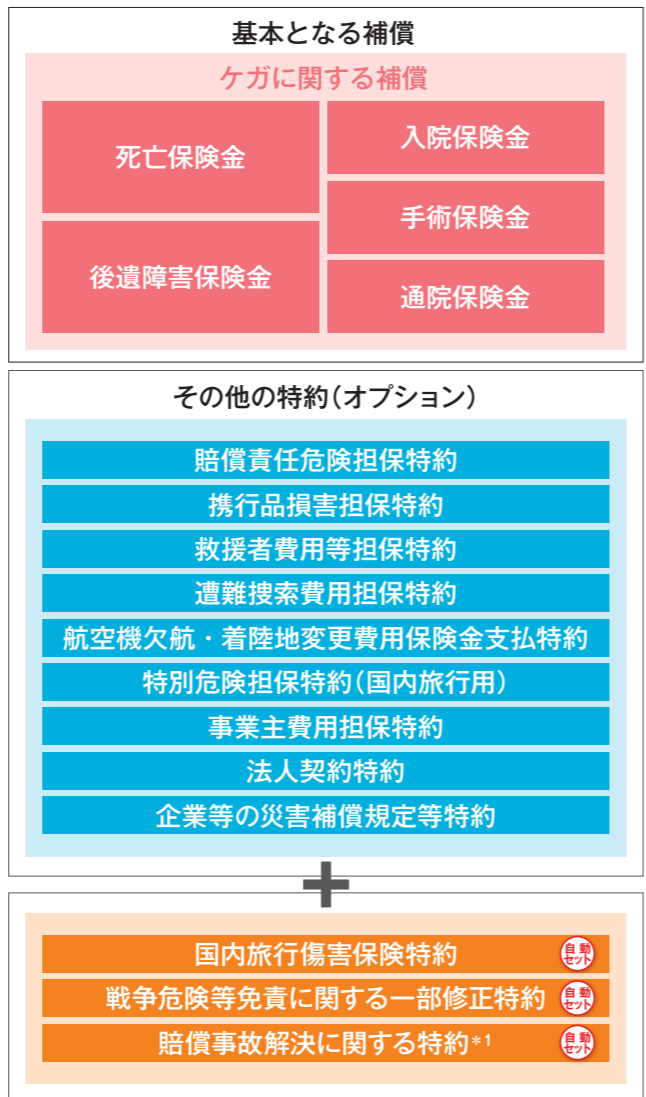 基本となる補償
ケガに関する補償
死亡保険金
後遺障害保険金
入院保険金
手術保険金
通院保険金
その他の特約（オプション）
賠償責任危険担保特約
携行品損害担保特約
救援者費用等担保特約
遭難捜索費用担保特約
航空機欠航・着陸地変更費用保険金支払特約
特別危険担保特約（国内旅行用）
事業主費用担保特約
法人契約特約
企業等の災害補償規定等特約
+
国内旅行傷害保険特約
自動
セット
戦争危険等免責に関する一部修正特約
自動
セット
賠償事故解決に関する特約*1
自動
セット